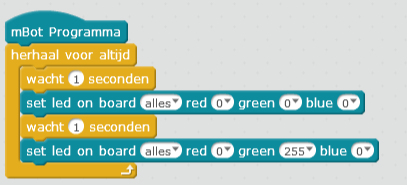 mBot Programma
herhaal voor altijd
wacht 1 seconden
set led on board alles red 0 green 0 blue 0
wacht 1 seconden
set led on board alles red 0 green 255 blue 0